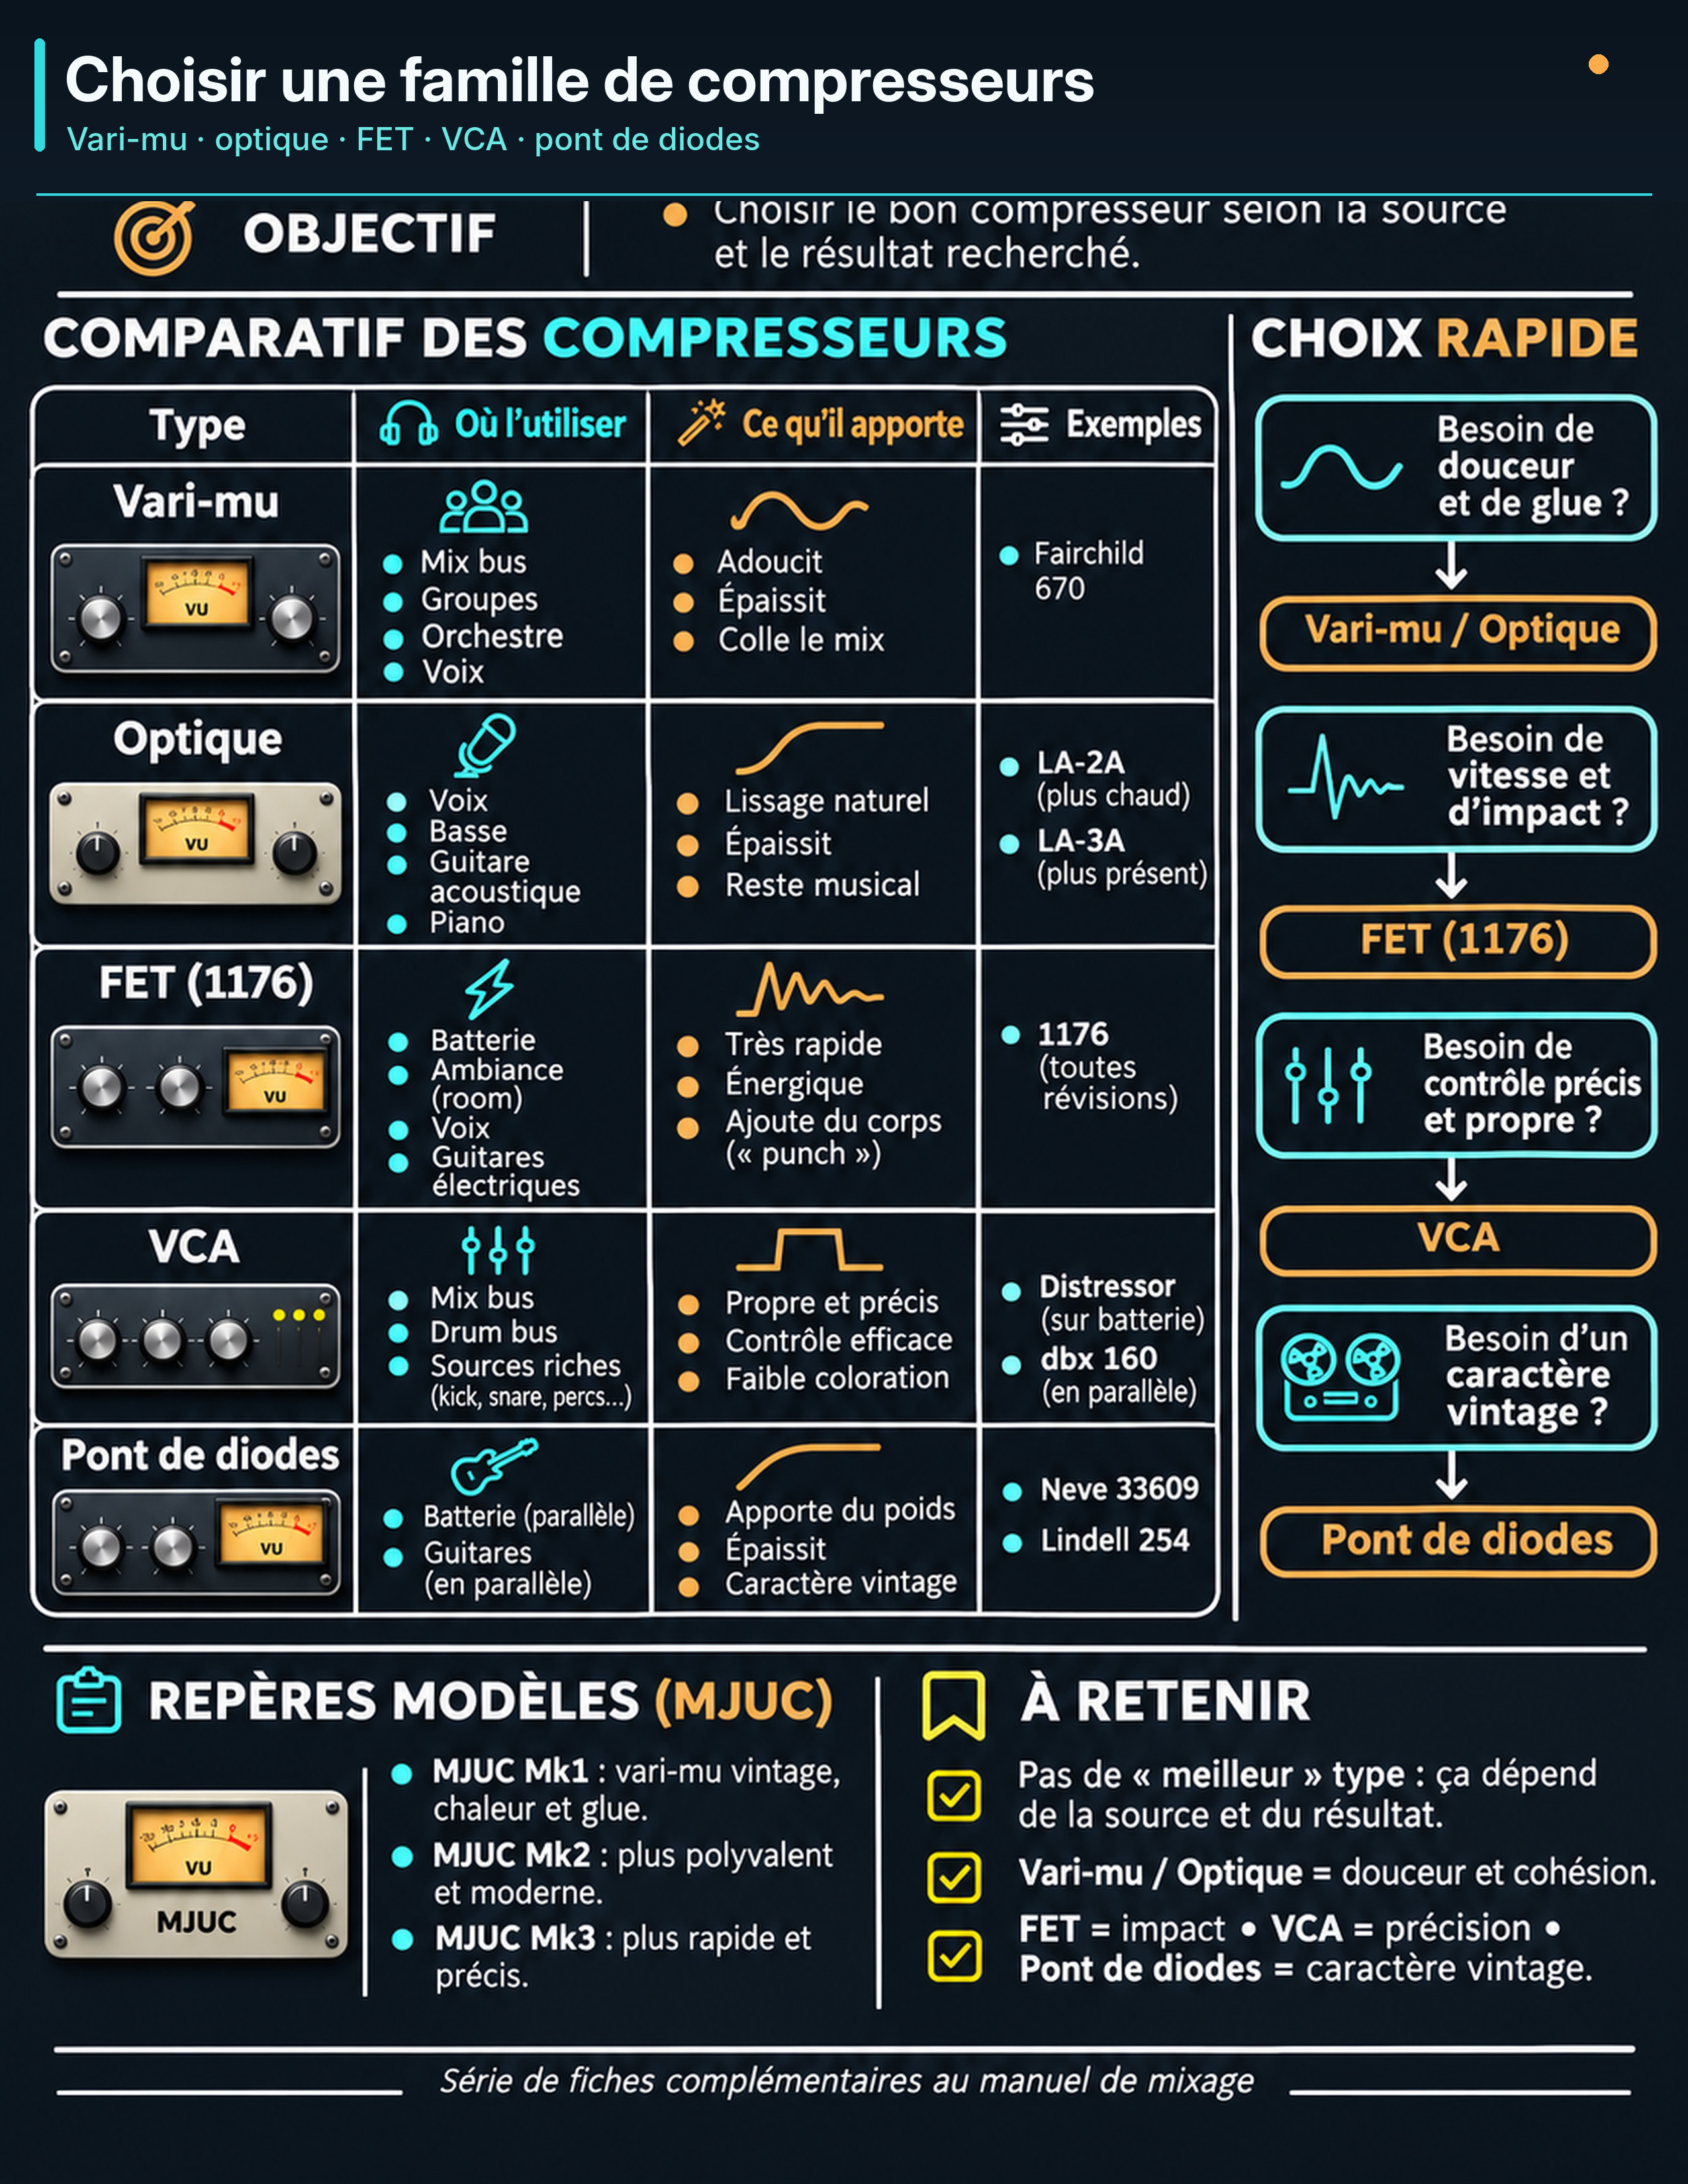 Choisir une famille de compresseurs
Vari-mu · optique · FET · VCA · pont de diodes
OBJECTIF
Choisir le bon compresseur selon la source
et le résultat recherché.
COMPARATIF DES COMPRESSEURS
Type
Où l'utiliser
Ce qu'il apporte
Exemples
Vari-mu
VU
Mix bus
Groupes
Orchestre
Voix
Adoucit
Épaissit
Colle le mix
Fairchild
670
Optique
VU
Voix
Basse
Guitare
acoustique
Piano
Lissage naturel
Épaissit
Reste musical
LA-2A
(plus chaud)
LA-3A
(plus présent)
FET (1176)
VU
Batterie
Ambiance
(room)
Voix
Guitares
électriques
Très rapide
Énergique
Ajoute du corps
(« punch »)
1176
(toutes
révisions)
VCA
Mix bus
Drum bus
Sources riches
(kick, snare, percs...)
Propre et précis
Contrôle efficace
Faible coloration
Distressor
(sur batterie)
dbx 160
(en parallèle)
Pont de diodes
VU
Batterie (parallèle)
Guitares
(en parallèle)
Apporte du poids
Épaissit
Caractère vintage
Neve 33609
Lindell 254
CHOIX RAPIDE
Besoin de
douceur
et de glue ?
Vari-mu / Optique
Besoin de
vitesse et
d'impact ?
FET (1176)
Besoin de
contrôle précis
et propre ?
VCA
Besoin d'un
caractère
vintage ?
Pont de diodes
REPÈRES MODÈLES (MJUC)
VU
MJUC
MJUC Mk1 : vari-mu vintage,
chaleur et glue.
MJUC Mk2 : plus polyvalent
et moderne.
MJUC Mk3 : plus rapide et
précis.
À RETENIR
Pas de « meilleur » type : ça dépend
de la source et du résultat.
Vari-mu / Optique = douceur et cohésion.
FET = impact • VCA = précision •
Pont de diodes = caractère vintage.
Série de fiches complémentaires au manuel de mixage